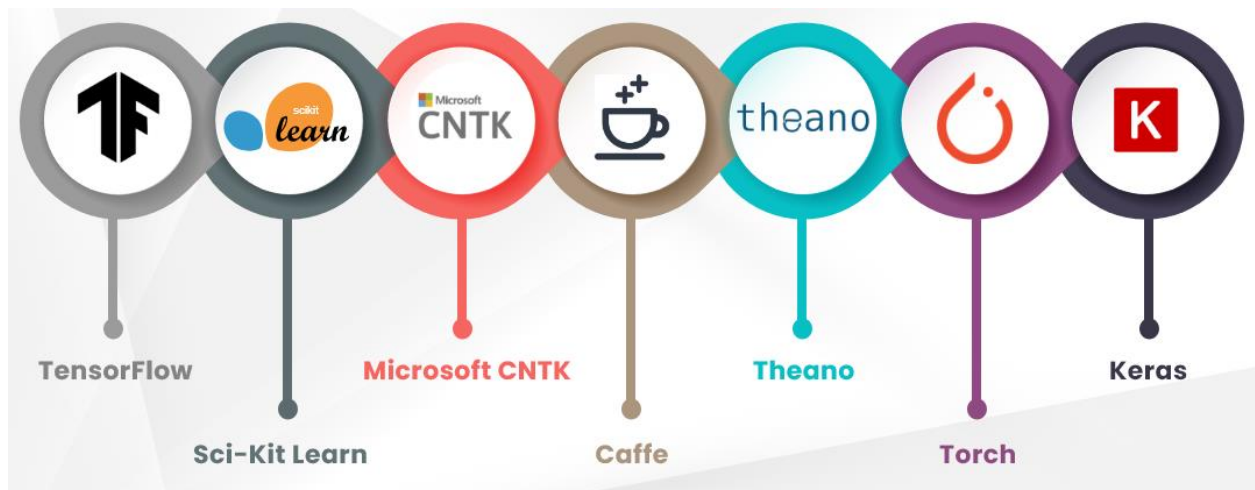 scikit
learn
Microsoft
CNTK
theano
K
TensorFlow
Microsoft CNTK
Theano
Keras
Sci-Kit Learn
Caffe
Torch